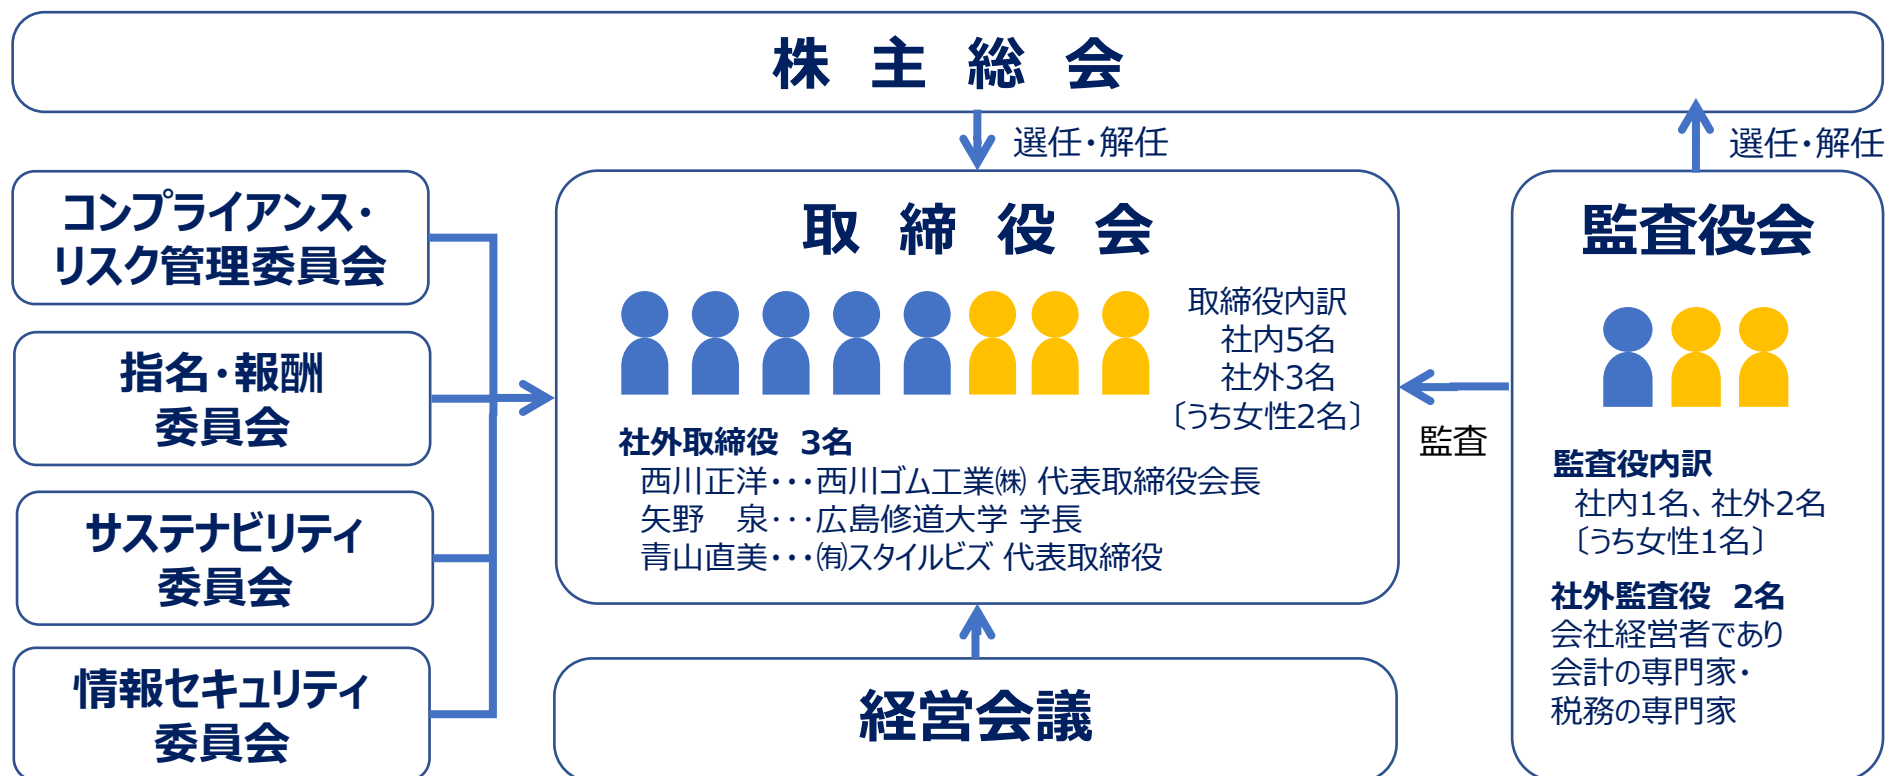 株 主 総 会
選任・解任
選任・解任
コンプライアンス・
リスク管理委員会
指名・報酬
委員会
サステナビリティ
委員会
情報セキュリティ
委員会
取 締 役 会
取締役内訳
社内5名
社外3名
〔うち女性2名〕
社外取締役 3名
西川正洋・・・西川ゴム工業㈱ 代表取締役会長
矢野 泉・・・広島修道大学 学長
青山直美・・・㈲スタイルビズ 代表取締役
経営会議
監査
監査役会
監査役内訳
社内1名、社外2名
〔うち女性1名〕
社外監査役 2名
会社経営者であり
会計の専門家・
税務の専門家